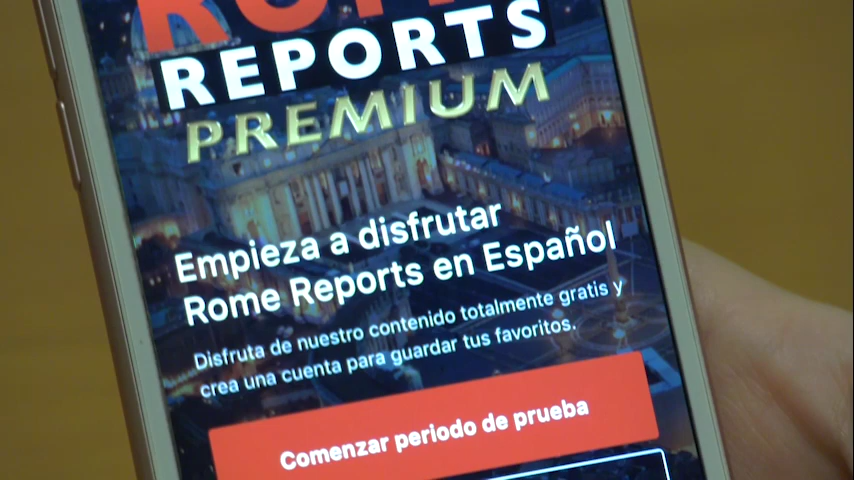 ROME
REPORTS
PREMIUM
Empieza a disfrutar
Rome Reports en Español
Disfruta de nuestro contenido totalmente gratis y
crea una cuenta para guardar tus favoritos.
Comenzar periodo de prueba